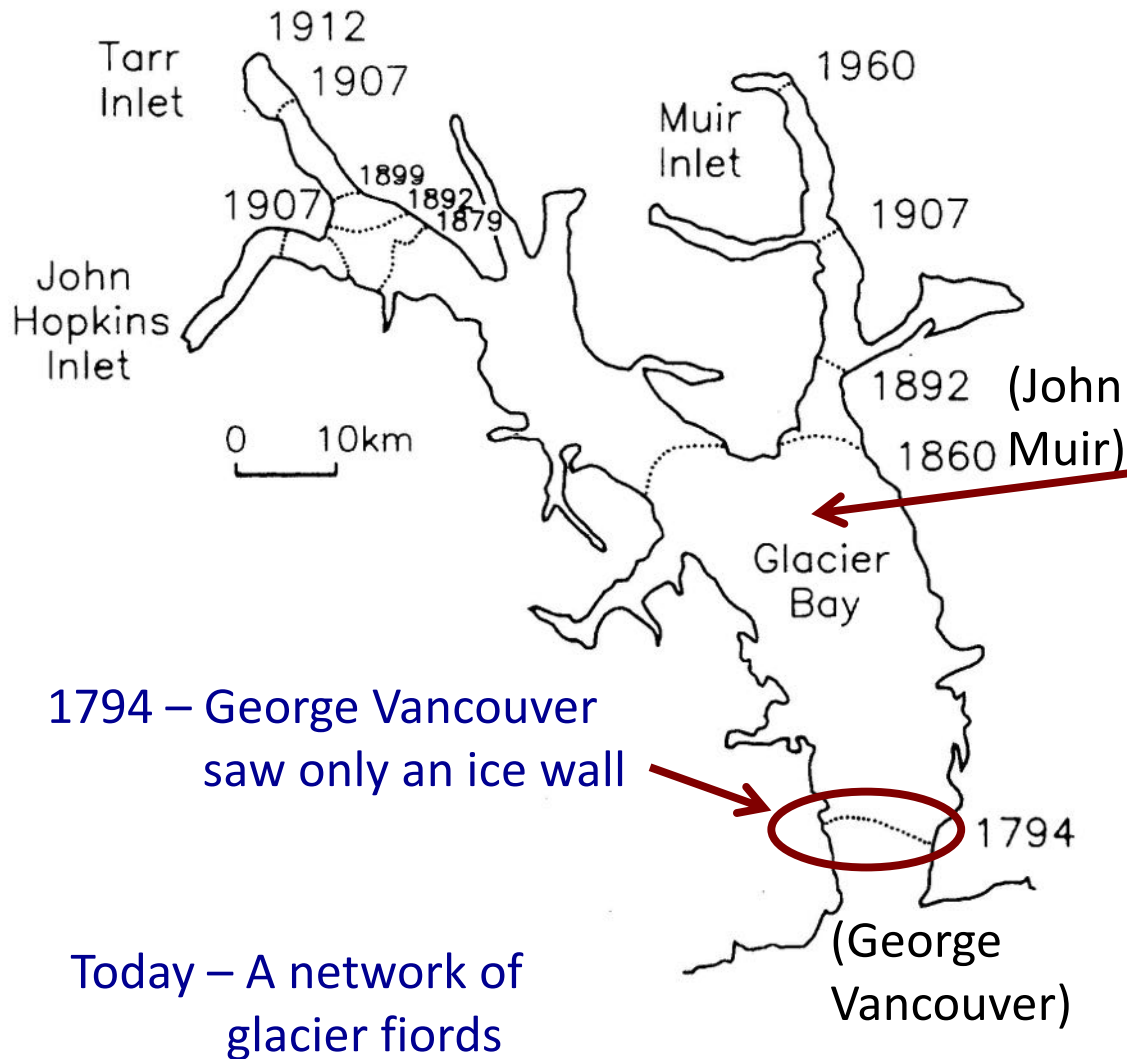 1912
Tarr
Inlet
1907
1960
Muir
Inlet
1899
1892
1879
1907
1907
John
Hopkins
Inlet
1892
(John
Muir)
1860
0 10km
Glacier
Bay
1794 – George Vancouver
saw only an ice wall
1794
(George
Vancouver)
Today – A network of
glacier fiords